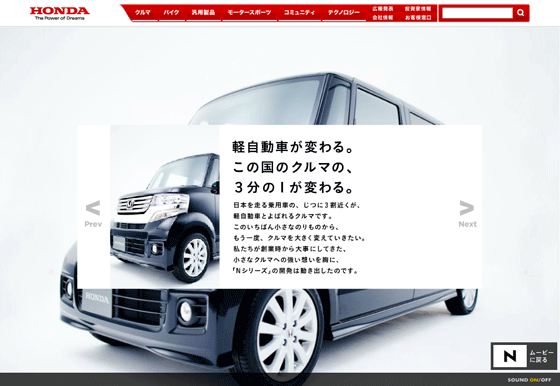 HONDA
The Power of Dreams
クルマ
バイク
汎用製品
モータースポーツ
コミュニティ
テクノロジー
広報発表
投資家情報
会社情報
お客様窓口
軽自動車が変わる。
この国のクルマの、
3分の1が変わる。
日本を走る乗用車の、じつに3割近くが、
軽自動車とよばれるクルマです。
このいちばん小さなのりものから、
もう一度、クルマを大きく変えていきたい。
私たちが創業時から大事にしてきた、
小さなクルマへの強い想いを胸に、
「Nシリーズ」の開発は動き出したのです。
<
Prev
>
Next
HONDA
N
ムービー
に戻る
SOUND ON/OFF